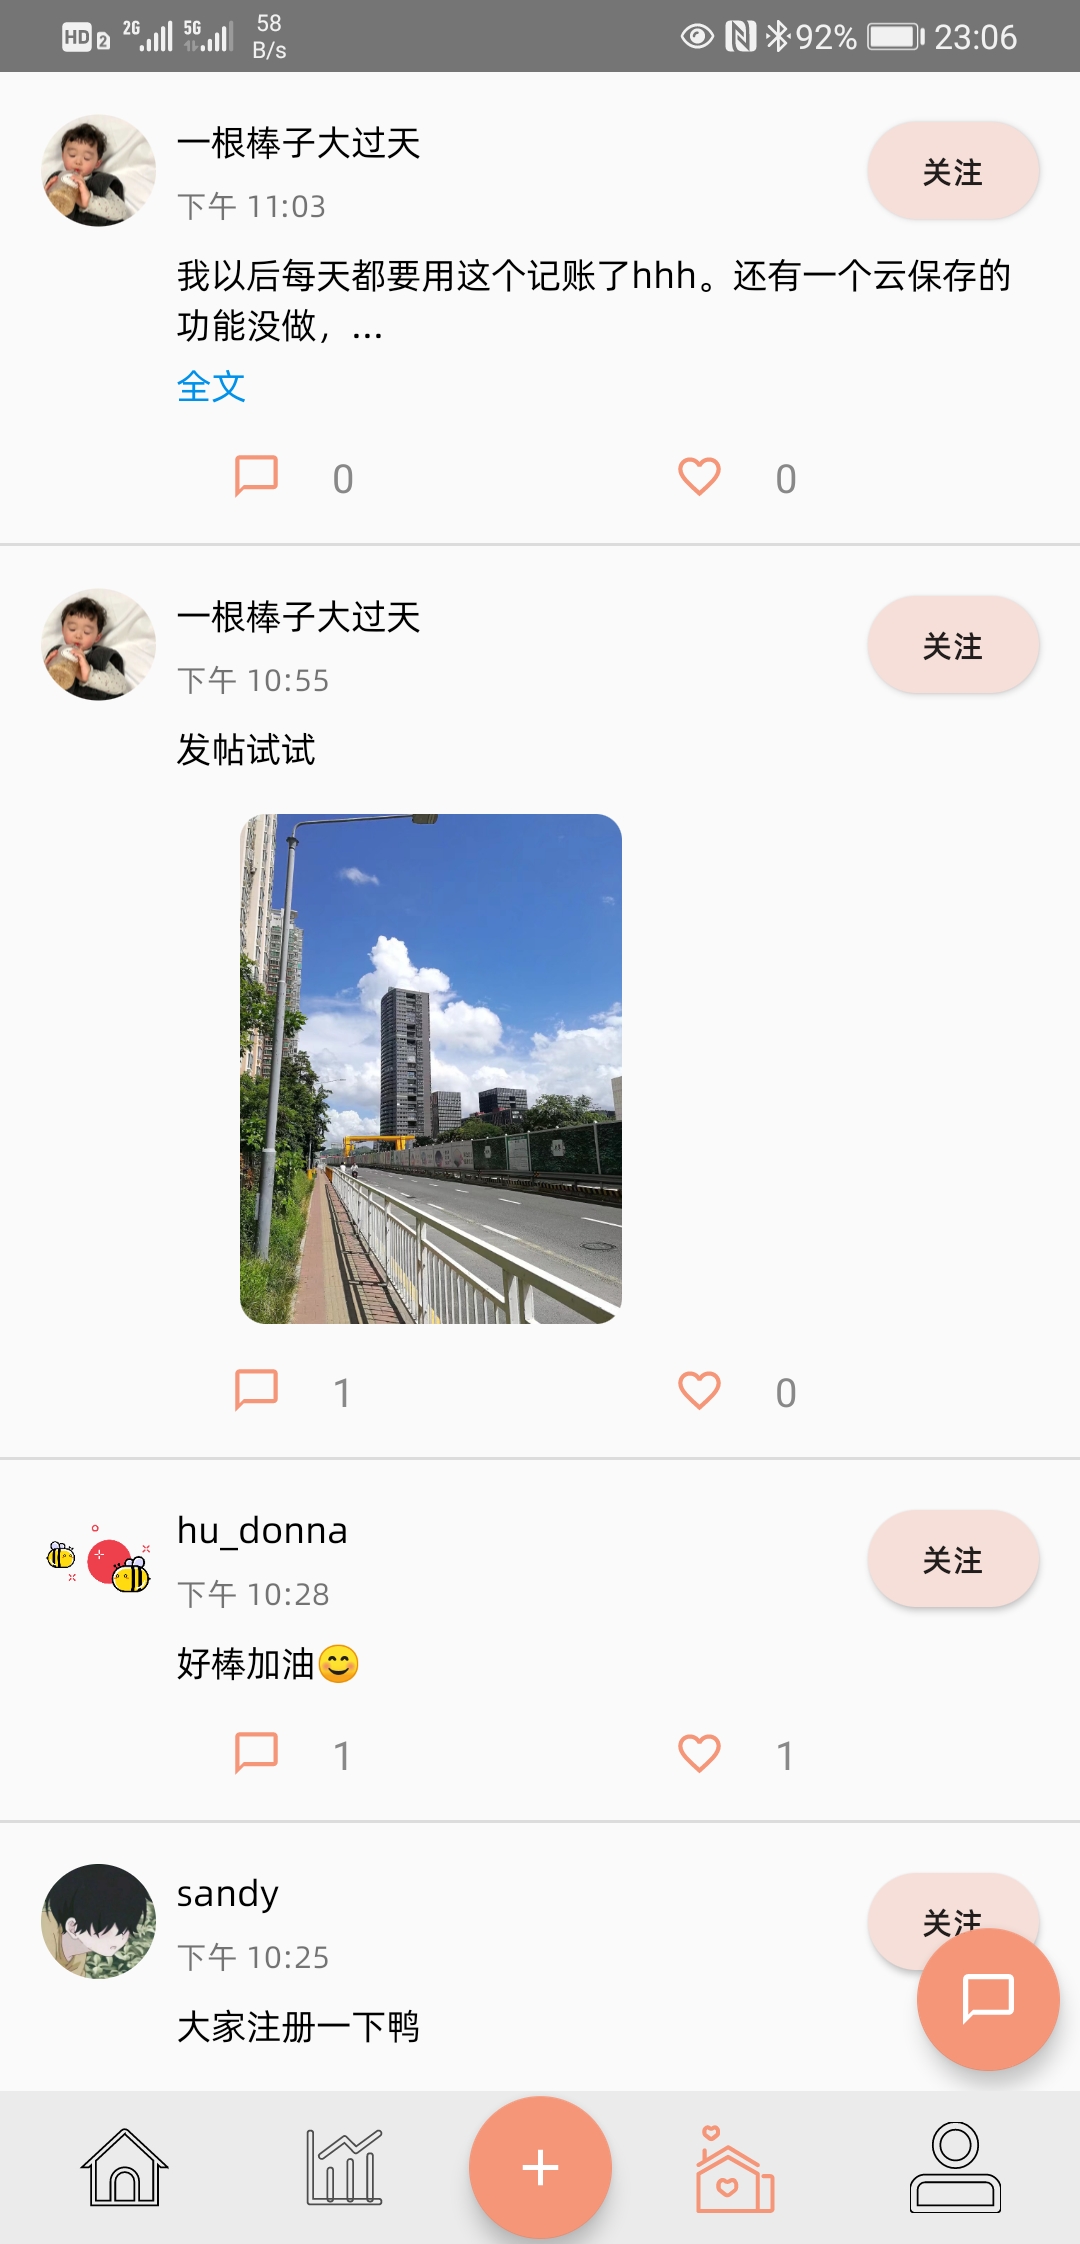 HD 2 2G 5G 58 B/s 92% 23:06
一根棒子大过天
关注
下午 11:03
我以后每天都要用这个记账了hhh。还有一个云保存的
功能没做，...
全文
0 0
一根棒子大过天
关注
下午 10:55
发帖试试
1 0
hu_donna
关注
下午 10:28
好棒加油😊
1 1
sandy
关注
下午 10:25
大家注册一下鸭